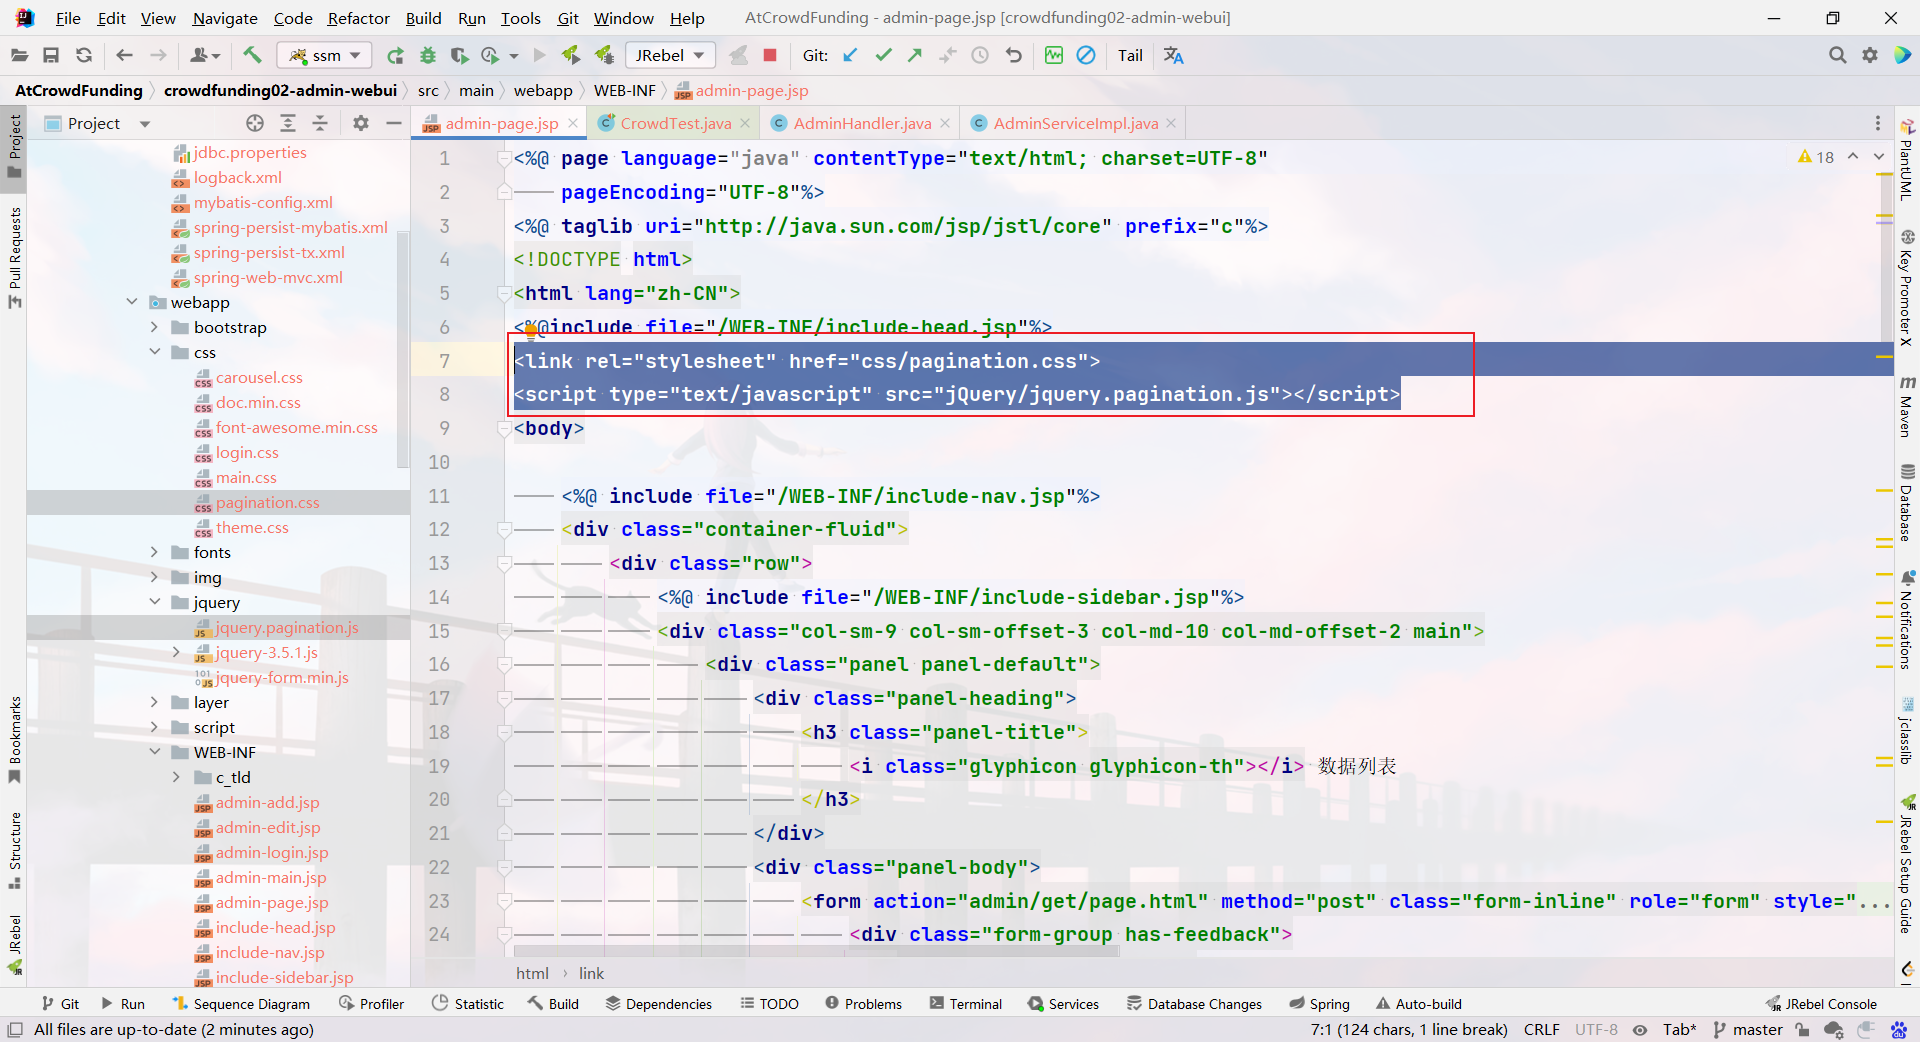 File Edit View Navigate Code Refactor Build Run Tools Git Window Help AtCrowdFunding - admin-page.jsp [crowdfunding02-admin-webui]
ssm JRebel Git: Tail
AtCrowdFunding crowdfunding02-admin-webui src main webapp WEB-INF admin-page.jsp
Project admin-page.jsp CrowdTest.java AdminHandler.java AdminServiceImpl.java
18
jdbc.properties
logback.xml
mybatis-config.xml
spring-persist-mybatis.xml
spring-persist-tx.xml
spring-web-mvc.xml
webapp
bootstrap
css
carousel.css
doc.min.css
font-awesome.min.css
login.css
main.css
pagination.css
theme.css
fonts
img
jquery
jquery.pagination.js
jquery-3.5.1.js
jquery-form.min.js
layer
script
WEB-INF
c_tld
admin-add.jsp
admin-edit.jsp
admin-login.jsp
admin-main.jsp
admin-page.jsp
include-head.jsp
include-nav.jsp
include-sidebar.jsp
1 <%@ page language="java" contentType="text/html; charset=UTF-8"
2 pageEncoding="UTF-8"%>
3 <%@ taglib uri="http://java.sun.com/jsp/jstl/core" prefix="c"%>
4 <!DOCTYPE html>
5 <html lang="zh-CN">
6 <%@include file="/WEB-INF/include-head.jsp"%>
7 <link rel="stylesheet" href="css/pagination.css">
8 <script type="text/javascript" src="jQuery/jquery.pagination.js"></script>
9 <body>
10
11 <%@ include file="/WEB-INF/include-nav.jsp"%>
12 <div class="container-fluid">
13 <div class="row">
14 <%@ include file="/WEB-INF/include-sidebar.jsp"%>
15 <div class="col-sm-9 col-sm-offset-3 col-md-10 col-md-offset-2 main">
16 <div class="panel panel-default">
17 <div class="panel-heading">
18 <h3 class="panel-title">
19 <i class="glyphicon glyphicon-th"></i> 数据列表
20 </h3>
21 </div>
22 <div class="panel-body">
23 <form action="admin/get/page.html" method="post" class="form-inline" role="form" style="...
24 <div class="form-group has-feedback">
html › link
Project
Pull Requests
Bookmarks
Structure
JRebel
PlantUML
Key Promoter X
Maven
Database
Notifications
jclasslib
JRebel Setup Guide
Git Run Sequence Diagram Profiler Statistic Build Dependencies TODO Problems Terminal Services Database Changes Spring Auto-build JRebel Console
All files are up-to-date (2 minutes ago) 7:1 (124 chars, 1 line break) CRLF UTF-8 Tab* master